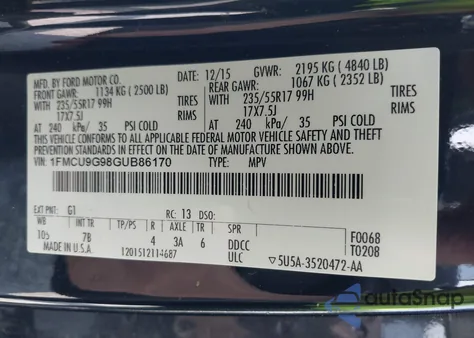 MFD. BY FORD MOTOR CO. 12/15 GVWR: 2195 KG ( 4840 LB)
FRONT GAWR: 1134 KG ( 2500 LB) REAR GAWR: 1067 KG ( 2352 LB)
235/55R17 99H TIRES 235/55R17 99H TIRES
17X7.5J RIMS 17X7.5J RIMS
AT 240 kPa/ 35 PSI COLD AT 240 kPa/ 35 PSI COLD
THIS VEHICLE CONFORMS TO ALL APPLICABLE FEDERAL MOTOR VEHICLE SAFETY AND THEFT
PREVENTION STANDARDS IN EFFECT ON THE DATE OF MANUFACTURE SHOWN ABOVE.
VIN: 1FMCU9G98GUB86170 TYPE: MPV
EXT PNT: G1 RC: 13 DSO:
WB INT TR TP/PS R AXLE TR SPR F0068
105 7B 4 3A 6 DDCC T0208
MADE IN U.S.A. 1201512114687 ULC ▽5U5A-3520472-AA
autosnap